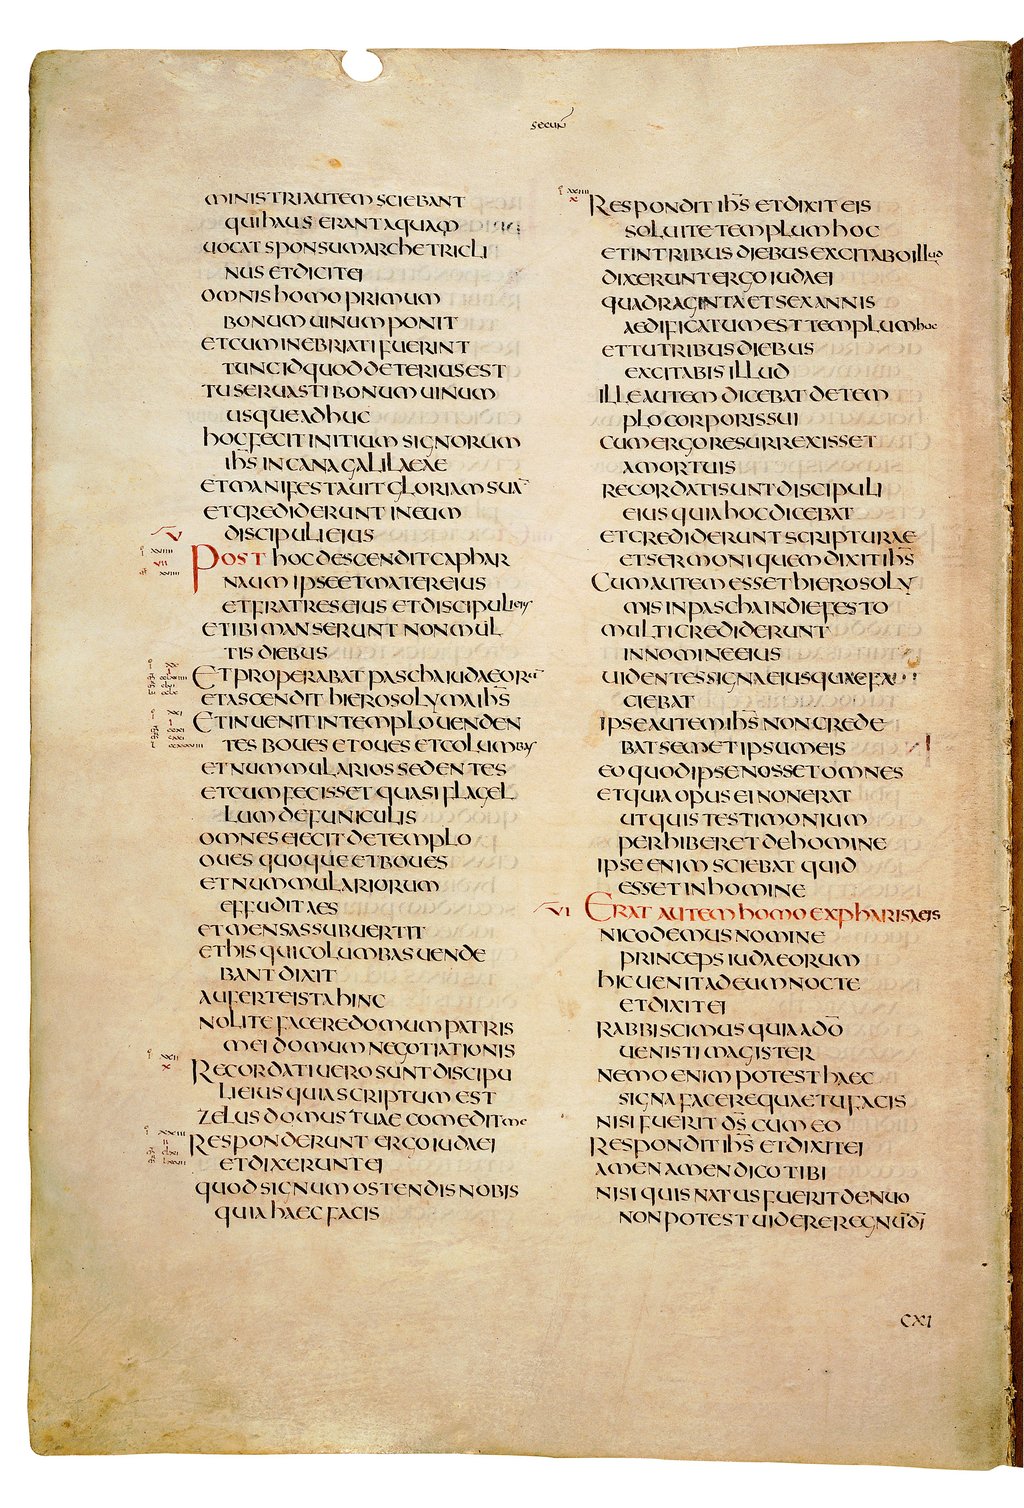 secun
ministri autem sciebant
qui haus erant aquam
uocat sponsum archetricli
nus et dicit ei
omnis homo primum
bonum uinum ponit
et cum inebriati fuerint
tunc id quod deterius est
tu seruasti bonum uinum
usque adhuc
hoc fecit initium signorum
ihs in cana galilaeae
et manifestauit gloriam sua
et crediderunt in eum
discipuli eius
V
Post hoc descendit caphar
naum ipse et mater eius
et fratres eius et discipuli eius
et ibi manserunt non mul
tis diebus
Et properabat pascha iudaeor
et ascendit hierosolyma ihs
Et inuenit in templo uenden
tes boues et oues et columbas
et nummularios sedentes
et cum fecisset quasi flagel
lum de funiculis
omnes eiecit de templo
oues quoque et boues
et nummulariorum
effudit aes
et mensas subuertit
et his qui columbas uende
bant dixit
auferte ista hinc
nolite facere domum patris
mei domum negotiationis
Recordati uero sunt discipu
li eius quia scriptum est
zelus domus tuae comedit me
Responderunt ergo iudaei
et dixerunt ei
quod signum ostendis nobis
quia haec facis
Respondit ihs et dixit eis
soluite templum hoc
et in tribus diebus excitabo illud
dixerunt ergo iudaei
quadraginta et sex annis
aedificatum est templum hoc
et tu tribus diebus
excitabis illud
ille autem dicebat de tem
plo corporis sui
cum ergo resurrexisset
a mortuis
recordati sunt discipuli
eius quia hoc dicebat
et crediderunt scripturae
et sermoni quem dixit ihs
Cum autem esset hierosoly
mis in pascha in die festo
multi crediderunt
in nomine eius
uidentes signa eius quae fa
ciebat
ipse autem ihs non crede
bat semet ipsum eis
eo quod ipse nosset omnes
et quia opus ei non erat
ut quis testimonium
perhiberet de homine
ipse enim sciebat quid
esset in homine
VI
Erat autem homo ex pharisaeis
nicodemus nomine
princeps iudaeorum
hic uenit ad eum nocte
et dixit ei
rabbi scimus quia a do
uenisti magister
nemo enim potest haec
signa facere quae tu facis
nisi fuerit ds cum eo
Respondit ihs et dixit ei
amen amen dico tibi
nisi quis natus fuerit denuo
non potest uidere regnu di
CXI